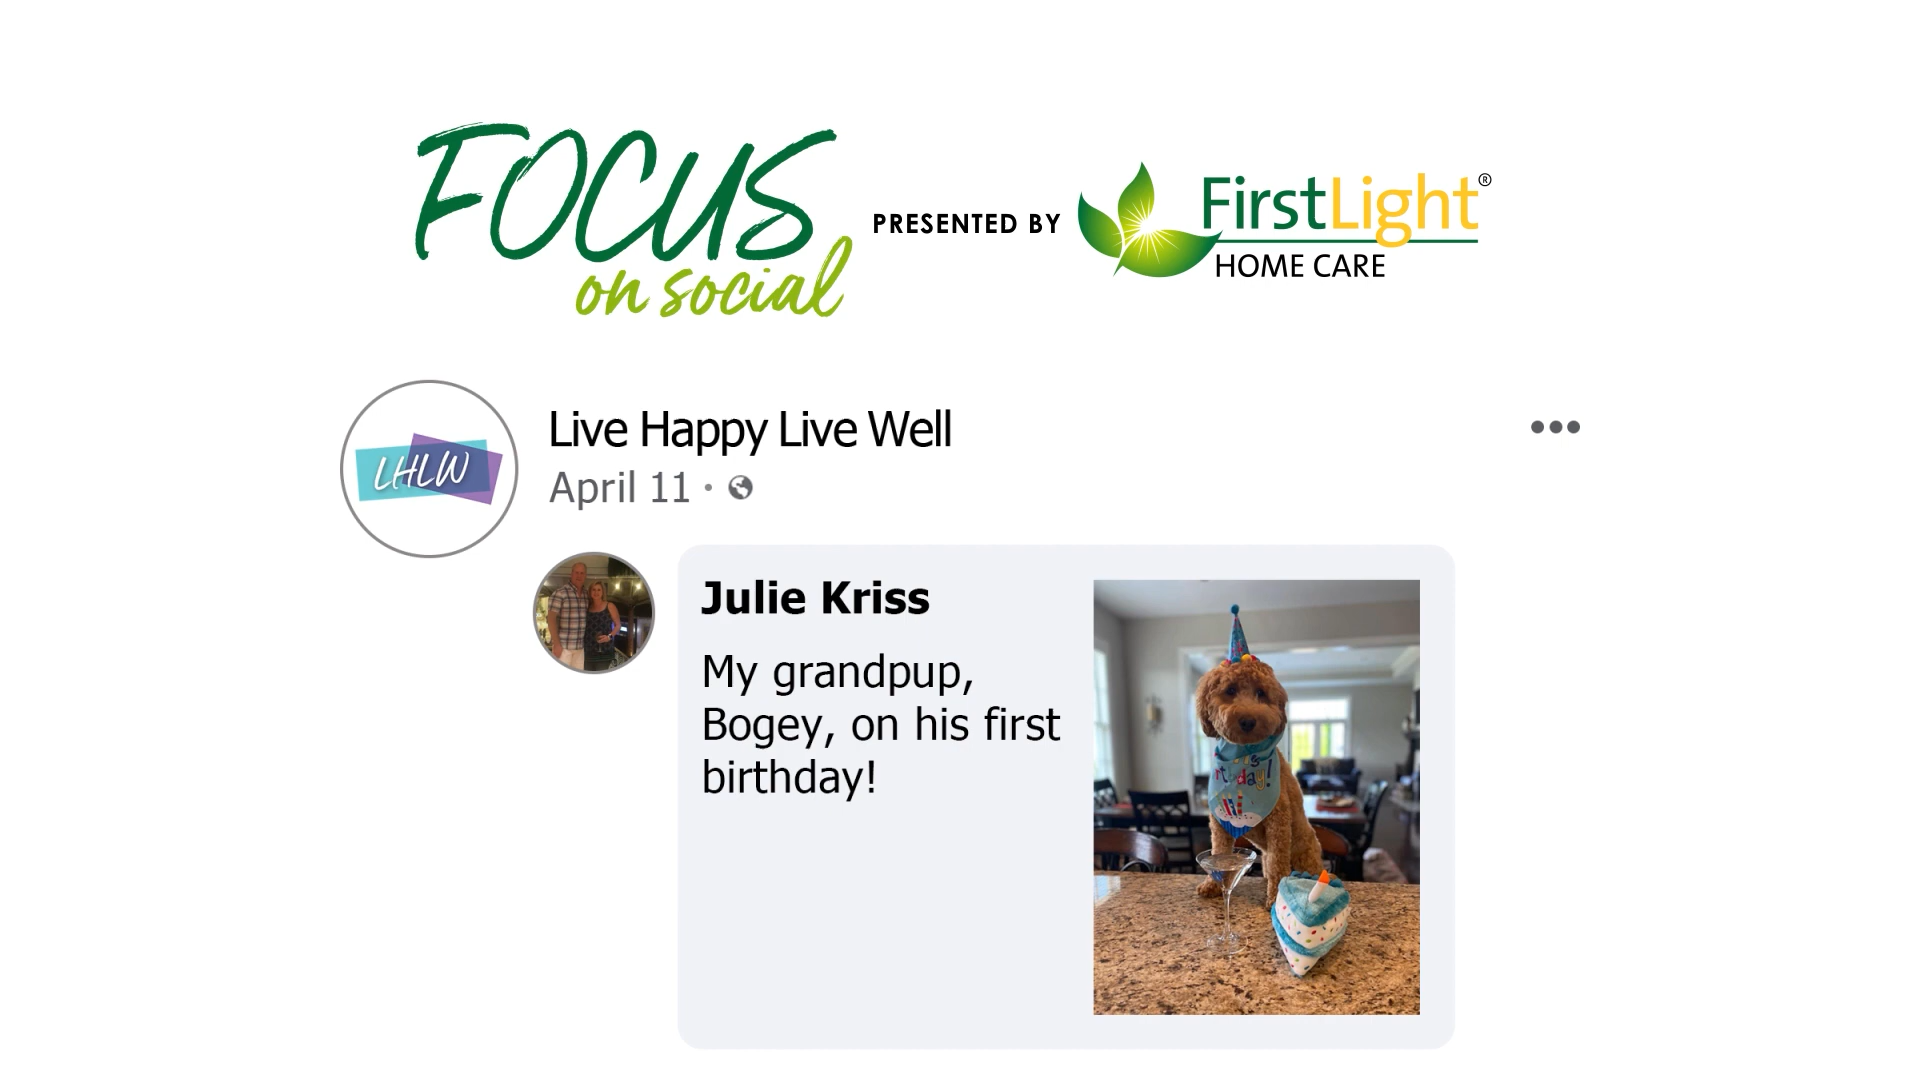 FOCUS
on social
PRESENTED BY
FirstLight®
HOME CARE
LHLW
Live Happy Live Well
April 11 ·
Julie Kriss
My grandpup,
Bogey, on his first
birthday!